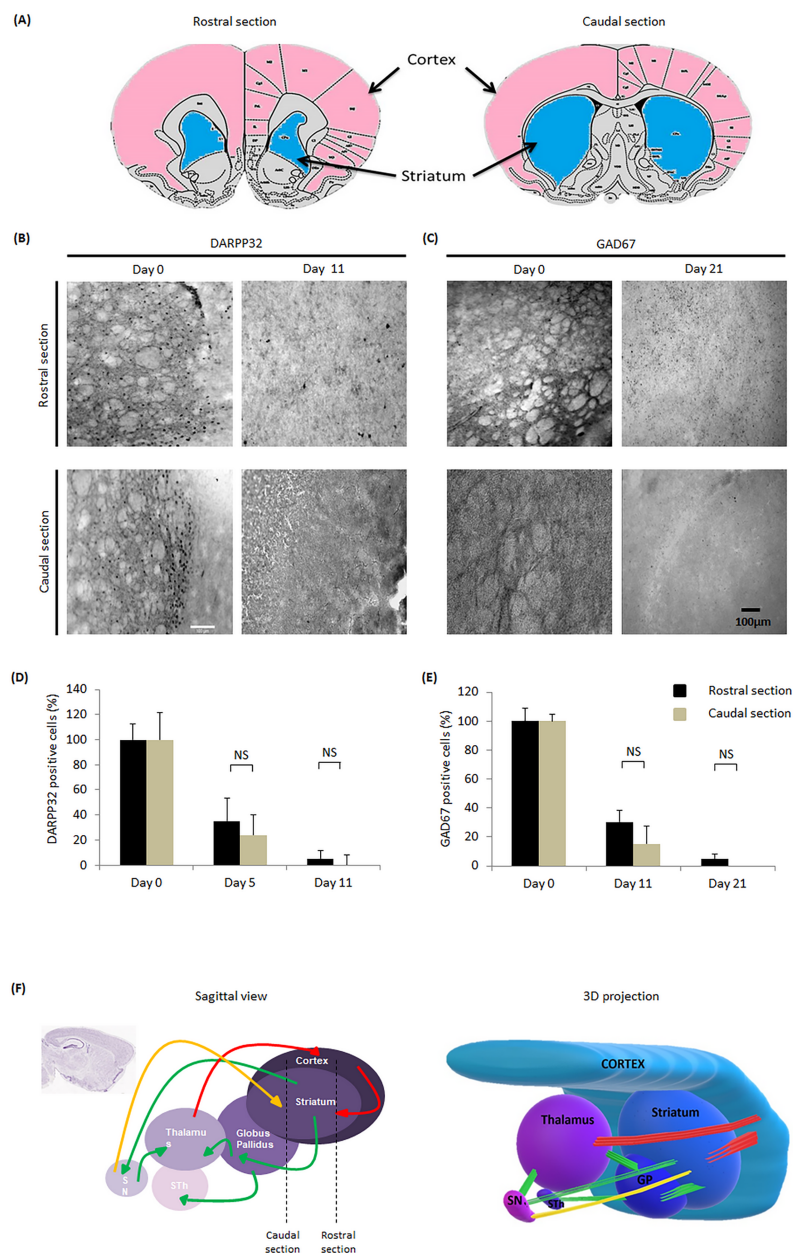 (A)
Rostral section
Caudal section
Cortex
Striatum
(B)
DARPP32
Day 0
Day 11
(C)
GAD67
Day 0
Day 21
Rostral section
Caudal section
100µm
(D)
DARPP32 positive cells (%)
140
120
100
80
60
40
20
0
Day 0
Day 5
Day 11
NS
NS
(E)
GAD67 positive cells (%)
120
100
80
60
40
20
0
Day 0
Day 11
Day 21
NS
NS
Rostral section
Caudal section
(F)
Sagittal view
3D projection
Cortex
Striatum
Thalamu
s
Globus
Pallidus
S
N
STh
Caudal
section
Rostral
section
CORTEX
Thalamus
Striatum
GP
SN
STh